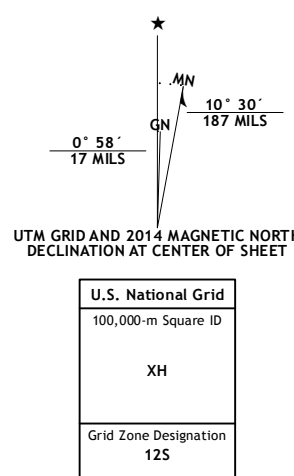 MN
GN
10° 30´
187 MILS
0° 58´
17 MILS
UTM GRID AND 2014 MAGNETIC NORTH
DECLINATION AT CENTER OF SHEET
U.S. National Grid
100,000-m Square ID
XH
Grid Zone Designation
12S